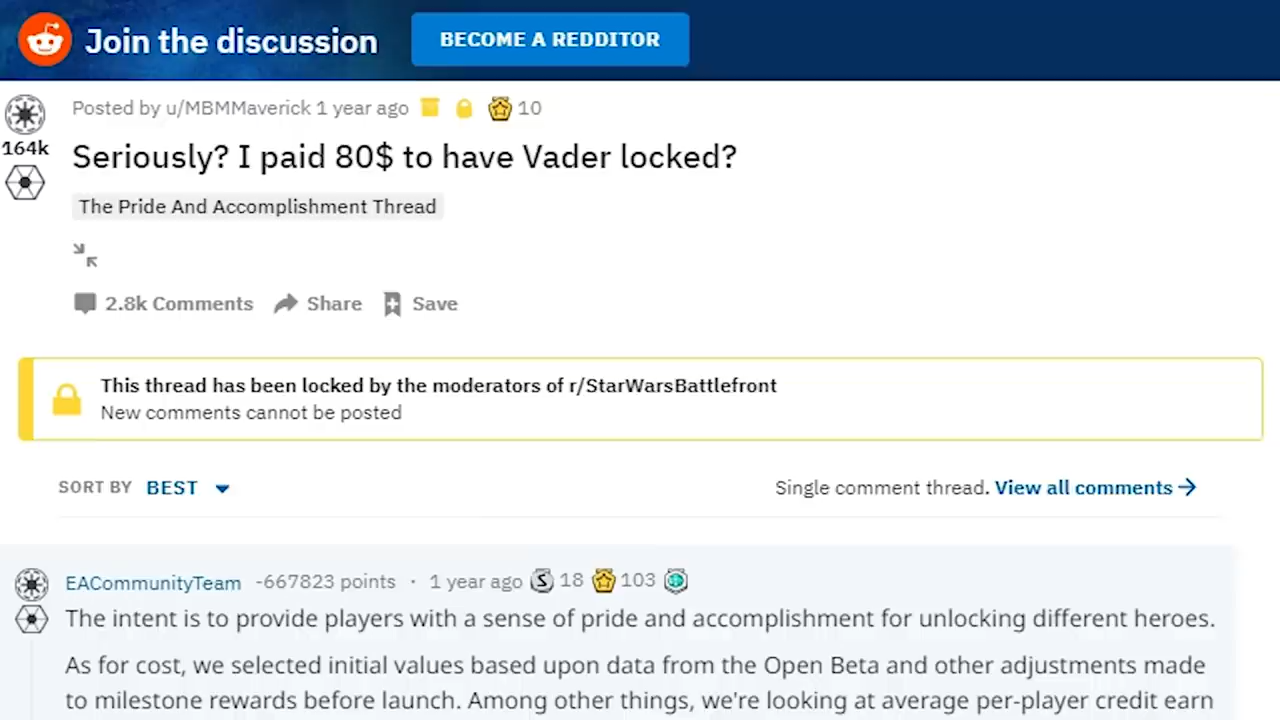 Join the discussion BECOME A REDDITOR
Posted by u/MBMMaverick 1 year ago 10
164k
Seriously? I paid 80$ to have Vader locked?
The Pride And Accomplishment Thread
2.8k Comments Share Save
This thread has been locked by the moderators of r/StarWarsBattlefront
New comments cannot be posted
SORT BY BEST Single comment thread. View all comments
EACommunityTeam -667823 points · 1 year ago S 18 103
The intent is to provide players with a sense of pride and accomplishment for unlocking different heroes.
As for cost, we selected initial values based upon data from the Open Beta and other adjustments made
to milestone rewards before launch. Among other things, we're looking at average per-player credit earn